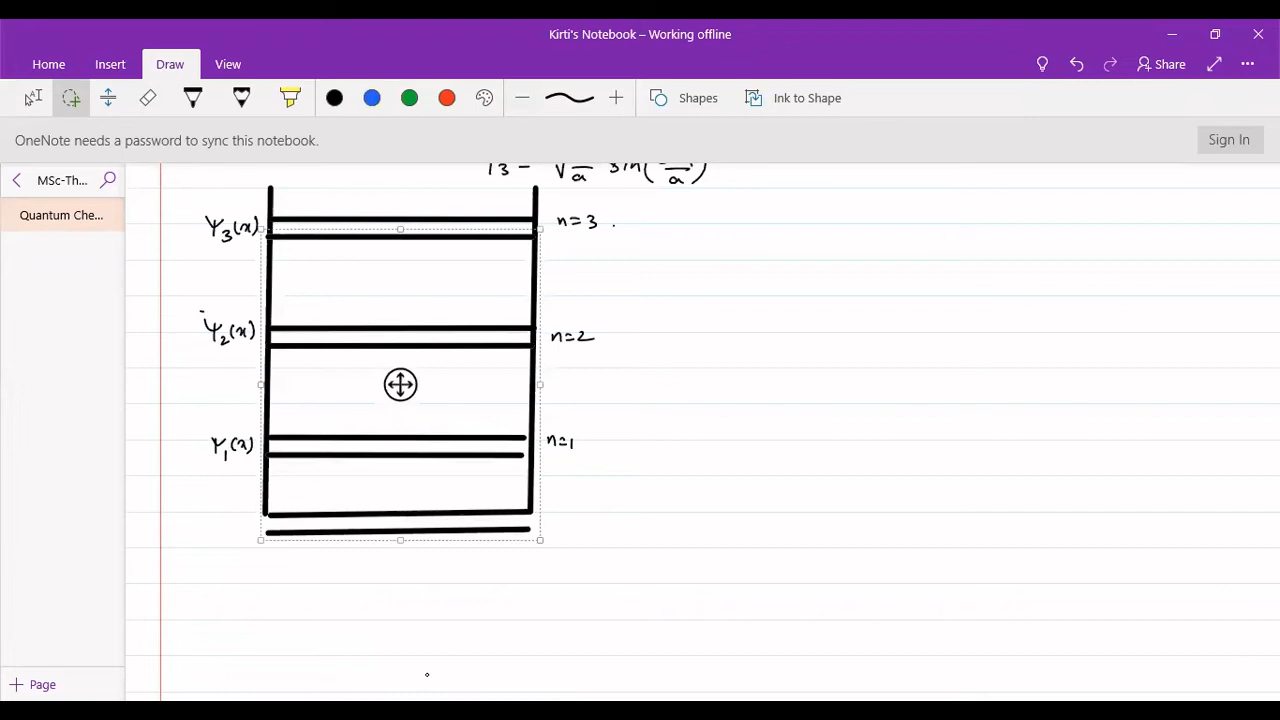 Kirti's Notebook – Working offline
Home Insert Draw View Share
Shapes Ink to Shape
OneNote needs a password to sync this notebook. Sign In
MSc-Th...
Quantum Che...
a sin( a )
ψ3(x) n=3
ψ2(x) n=2
ψ1(x) n=1
+ Page